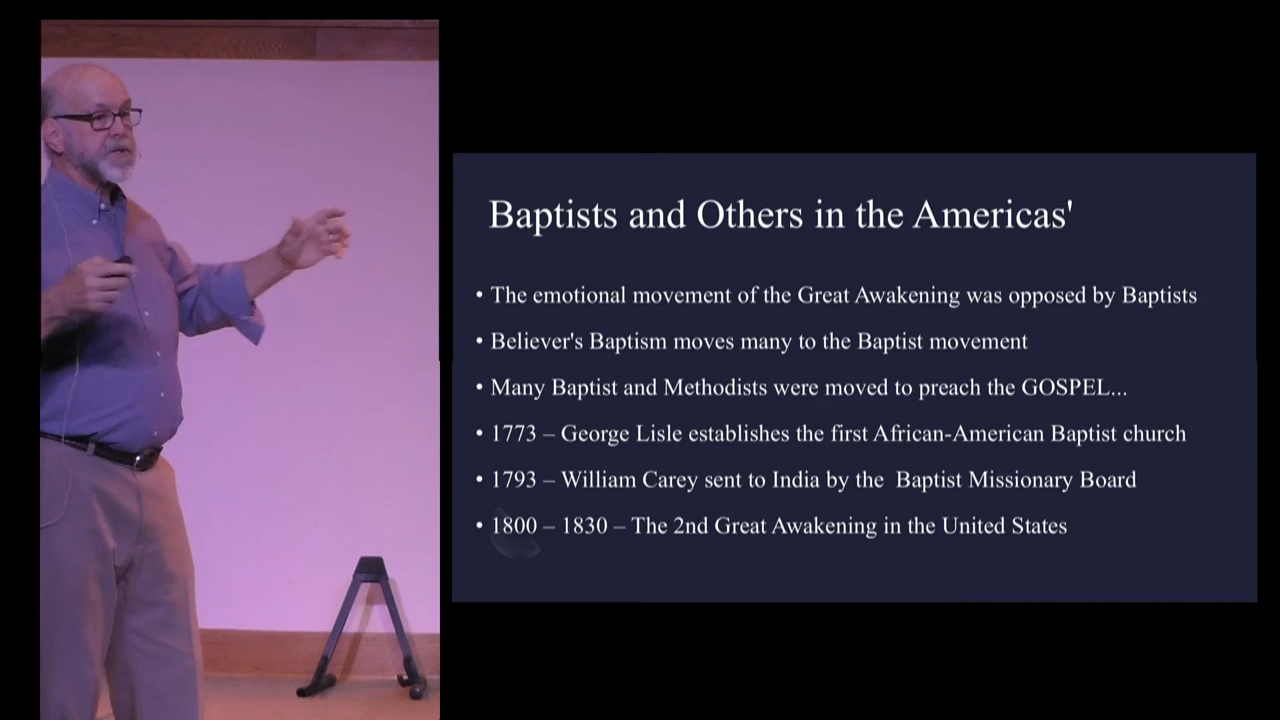 Baptists and Others in the Americas'
• The emotional movement of the Great Awakening was opposed by Baptists
• Believer's Baptism moves many to the Baptist movement
• Many Baptist and Methodists were moved to preach the GOSPEL...
• 1773 – George Lisle establishes the first African-American Baptist church
• 1793 – William Carey sent to India by the  Baptist Missionary Board
• 1800 – 1830 – The 2nd Great Awakening in the United States